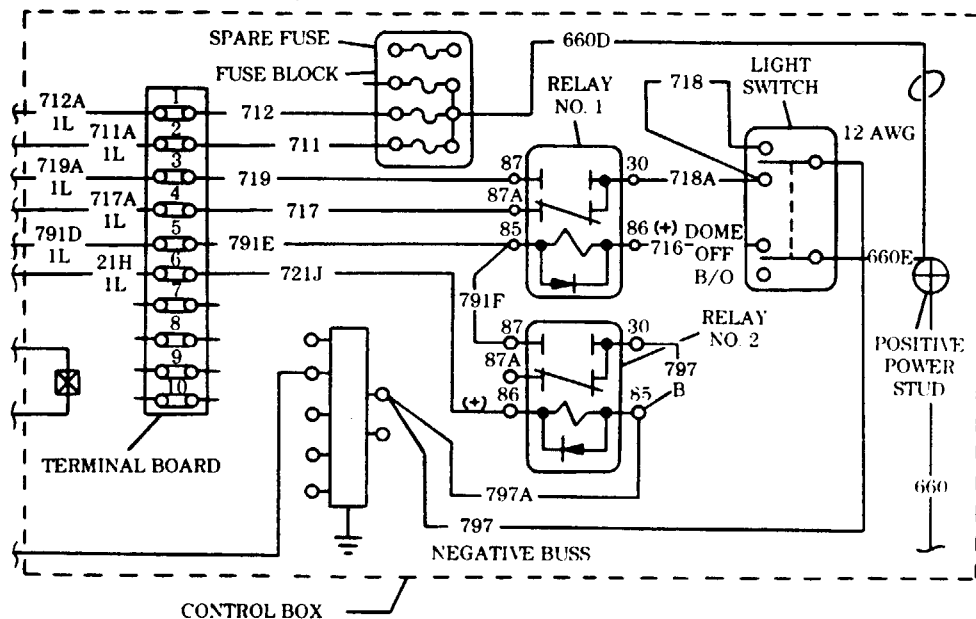 SPARE FUSE
FUSE BLOCK
660D
RELAY
NO. 1
718
LIGHT
SWITCH
12 AWG
712A
1L
1
712
711A
1L
2
711
719A
1L
3
719
87
30
718A
717A
1L
4
717
87A
791D
1L
5
791E
85
86 (+)
716
DOME
OFF
B/O
660E
21H
1L
6
721J
791F
7
8
9
10
87
30
87A
86
(+)
85
797
B
RELAY
NO. 2
POSITIVE
POWER
STUD
660
TERMINAL BOARD
797A
797
NEGATIVE BUSS
CONTROL BOX